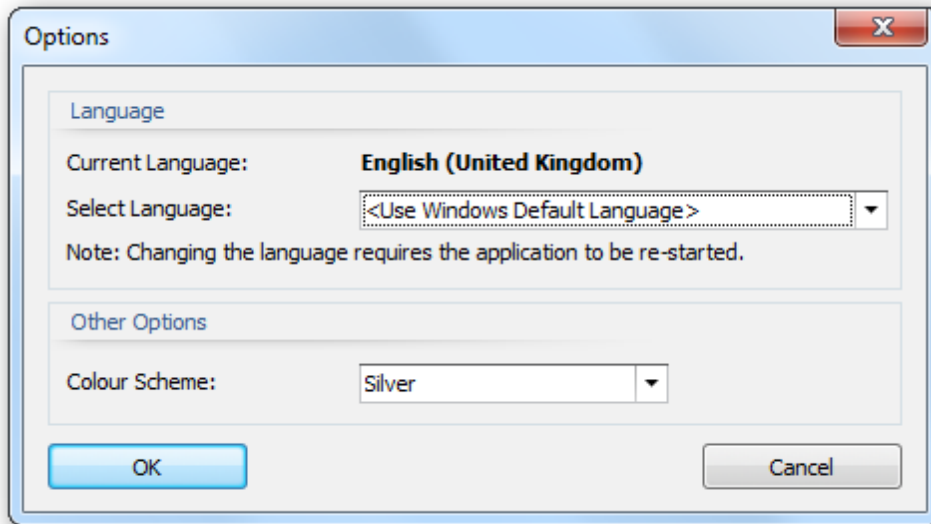 Options
Language
Current Language: English (United Kingdom)
Select Language: <Use Windows Default Language>
Note: Changing the language requires the application to be re-started.
Other Options
Colour Scheme: Silver
OK Cancel